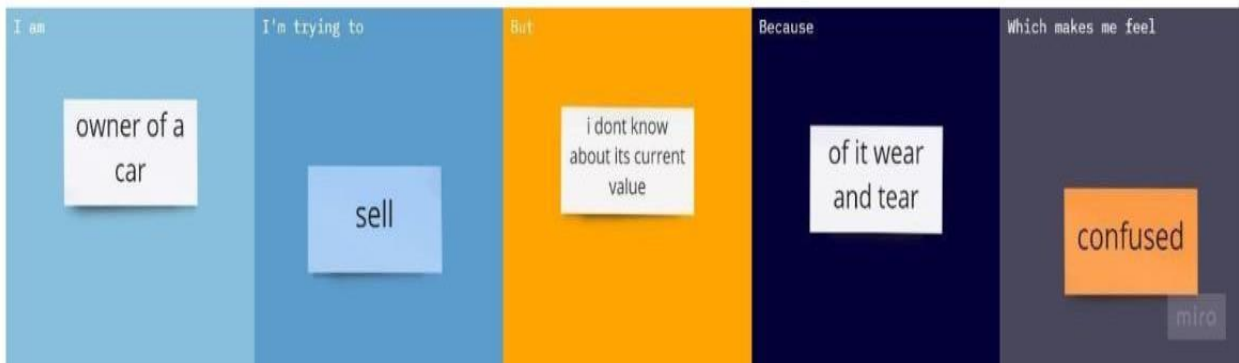 I am
owner of a
car
I'm trying to
sell
But
i dont know
about its current
value
Because
of it wear
and tear
Which makes me feel
confused
miro